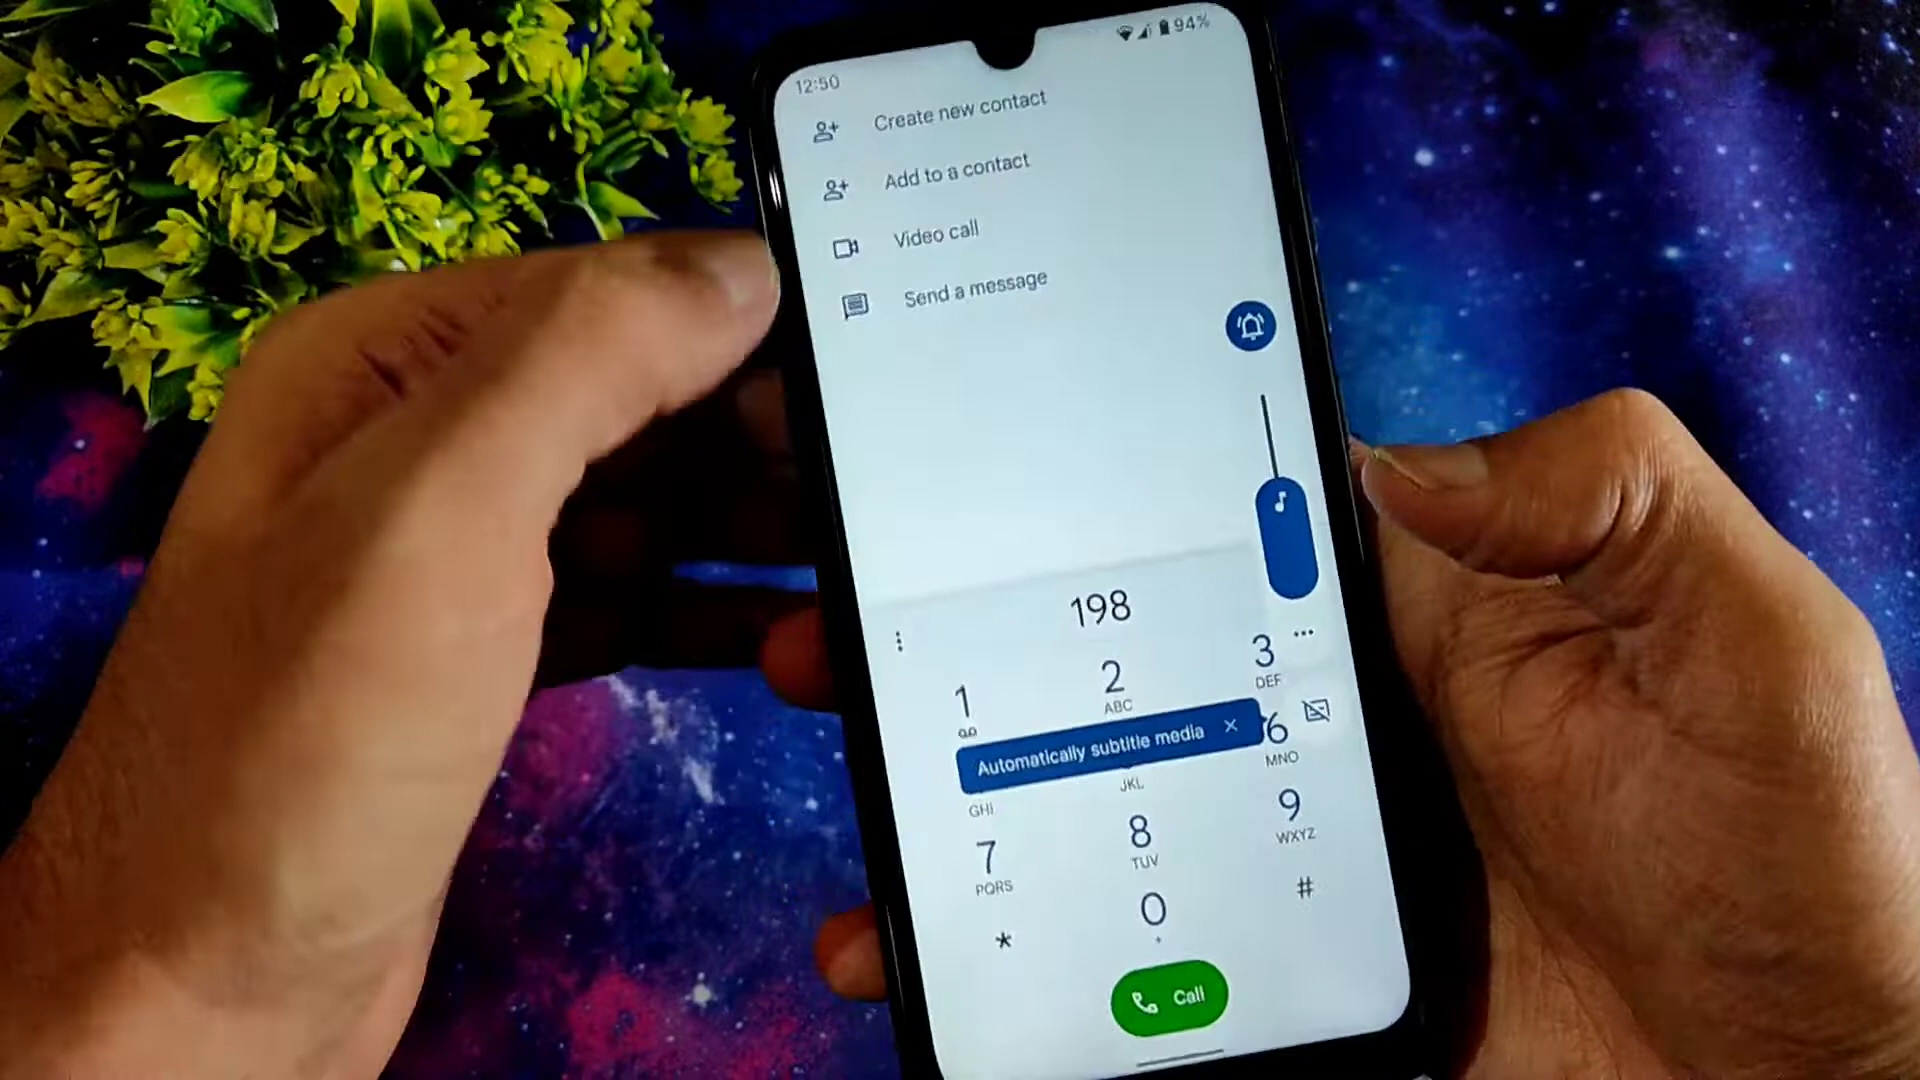 12:50
94%
Create new contact
Add to a contact
Video call
Send a message
198
1
2
ABC
3
DEF
Automatically subtitle media
6
MNO
GHI
JKL
7
PQRS
8
TUV
9
WXYZ
*
0
+
#
Call